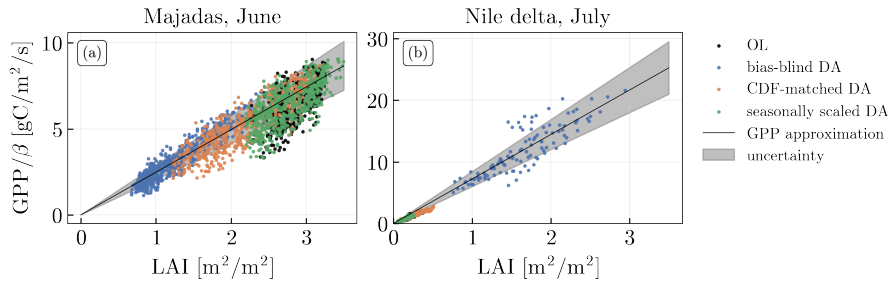 Majadas, June
Nile delta, July
(a)
(b)
GPP/β [gC/m²/s]
10
5
0
30
20
10
0
0 1 2 3
0 1 2 3
LAI [m²/m²]
LAI [m²/m²]
OL
bias-blind DA
CDF-matched DA
seasonally scaled DA
GPP approximation
uncertainty